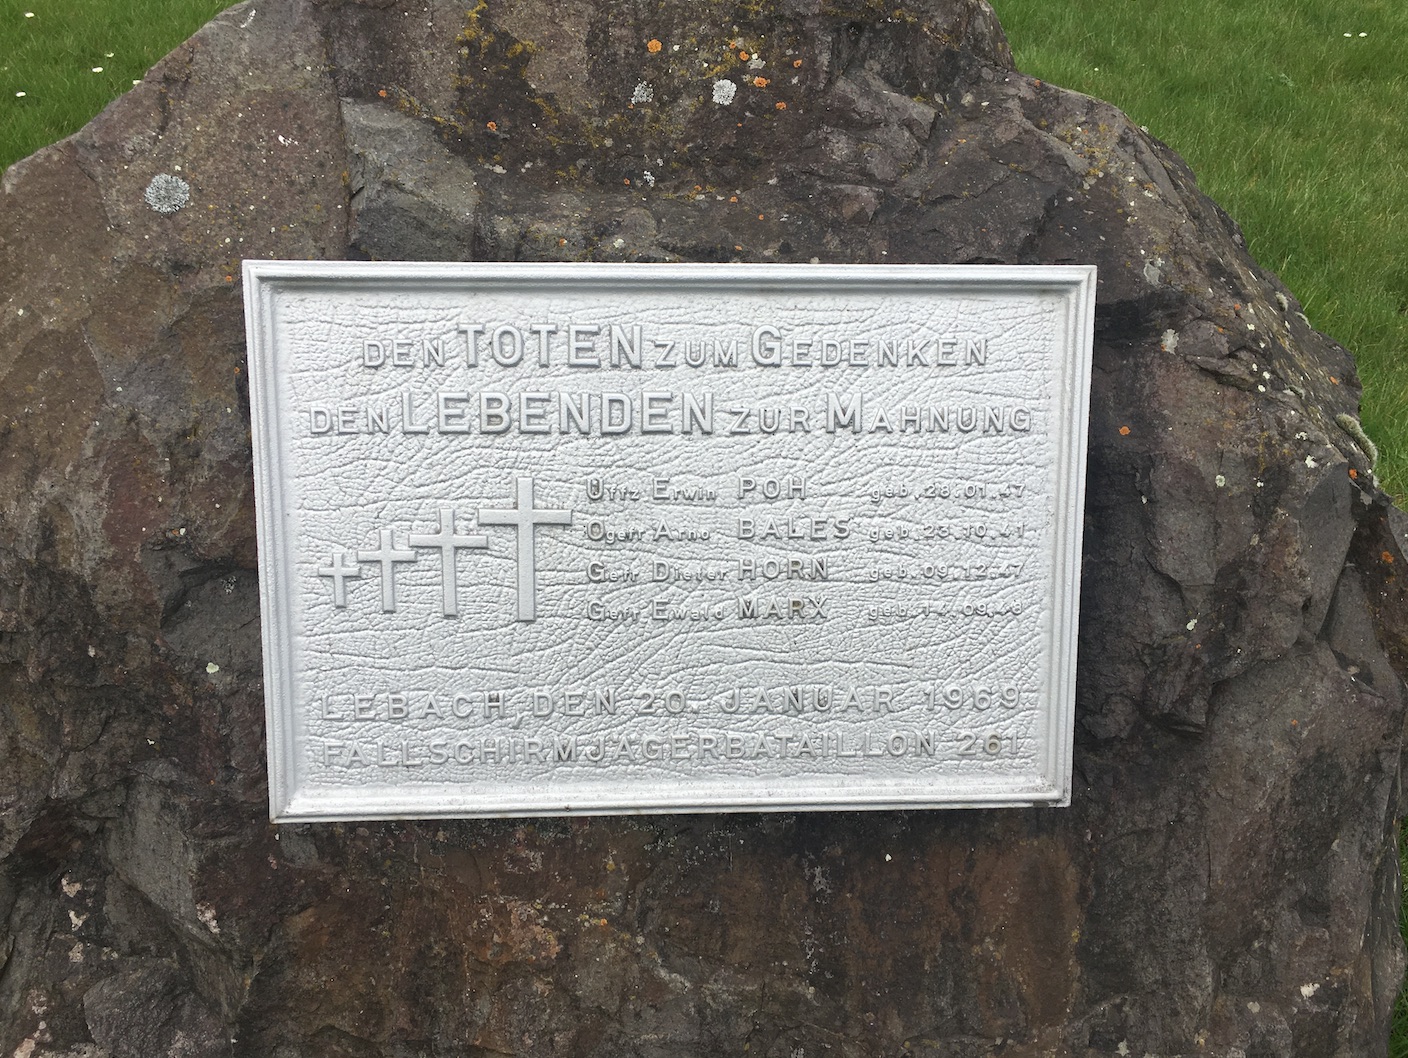 DEN TOTEN ZUM GEDENKEN
DEN LEBENDEN ZUR MAHNUNG
Uffz Erwin POH geb. 28.01.47
Ogefr Arno BALES geb. 23.10.41
Gefr Dieter HORN geb. 09.12.47
Gefr Ewald MARX geb. 14.09.48
LEBACH, DEN 20. JANUAR 1969
FALLSCHIRMJÄGERBATAILLON 261